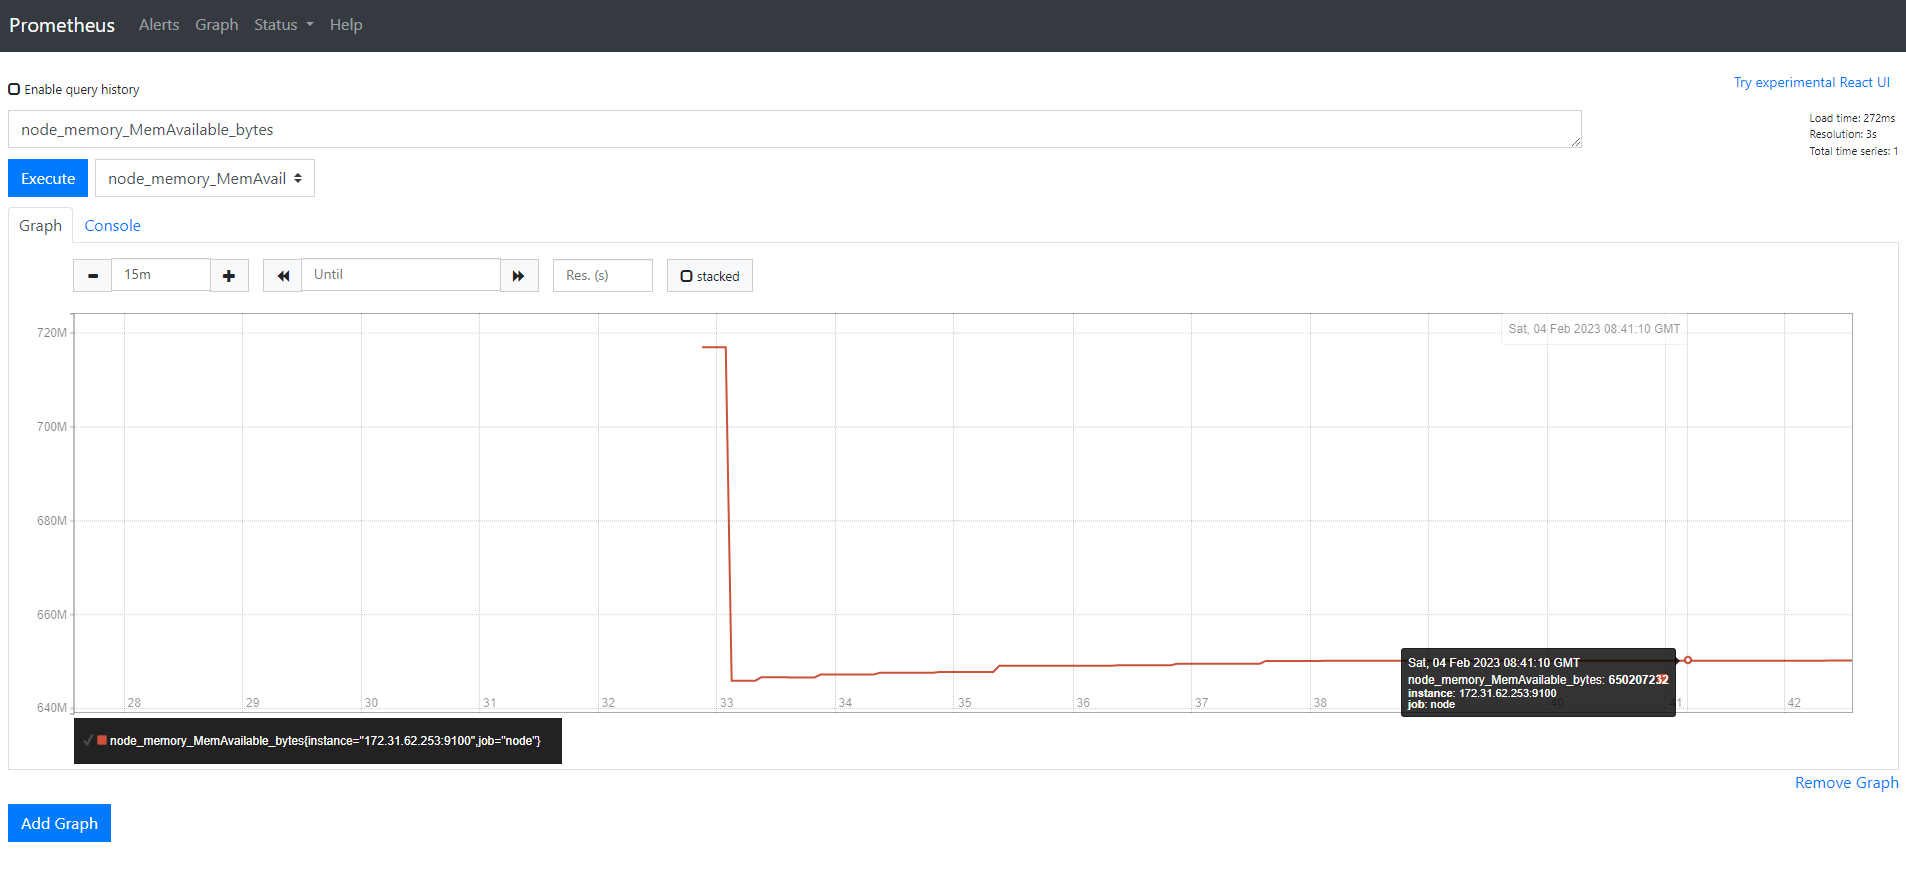 Prometheus Alerts Graph Status Help
Enable query history
Try experimental React UI
node_memory_MemAvailable_bytes
Load time: 272ms
Resolution: 3s
Total time series: 1
Execute node_memory_MemAvail
Graph Console
15m Until Res. (s) stacked
Sat, 04 Feb 2023 08:41:10 GMT
720M
700M
680M
660M
640M
Sat, 04 Feb 2023 08:41:10 GMT
node_memory_MemAvailable_bytes: 650207232
instance: 172.31.62.253:9100
job: node
28 29 30 31 32 33 34 35 36 37 38 40 41 42
node_memory_MemAvailable_bytes{instance="172.31.62.253:9100",job="node"}
Remove Graph
Add Graph